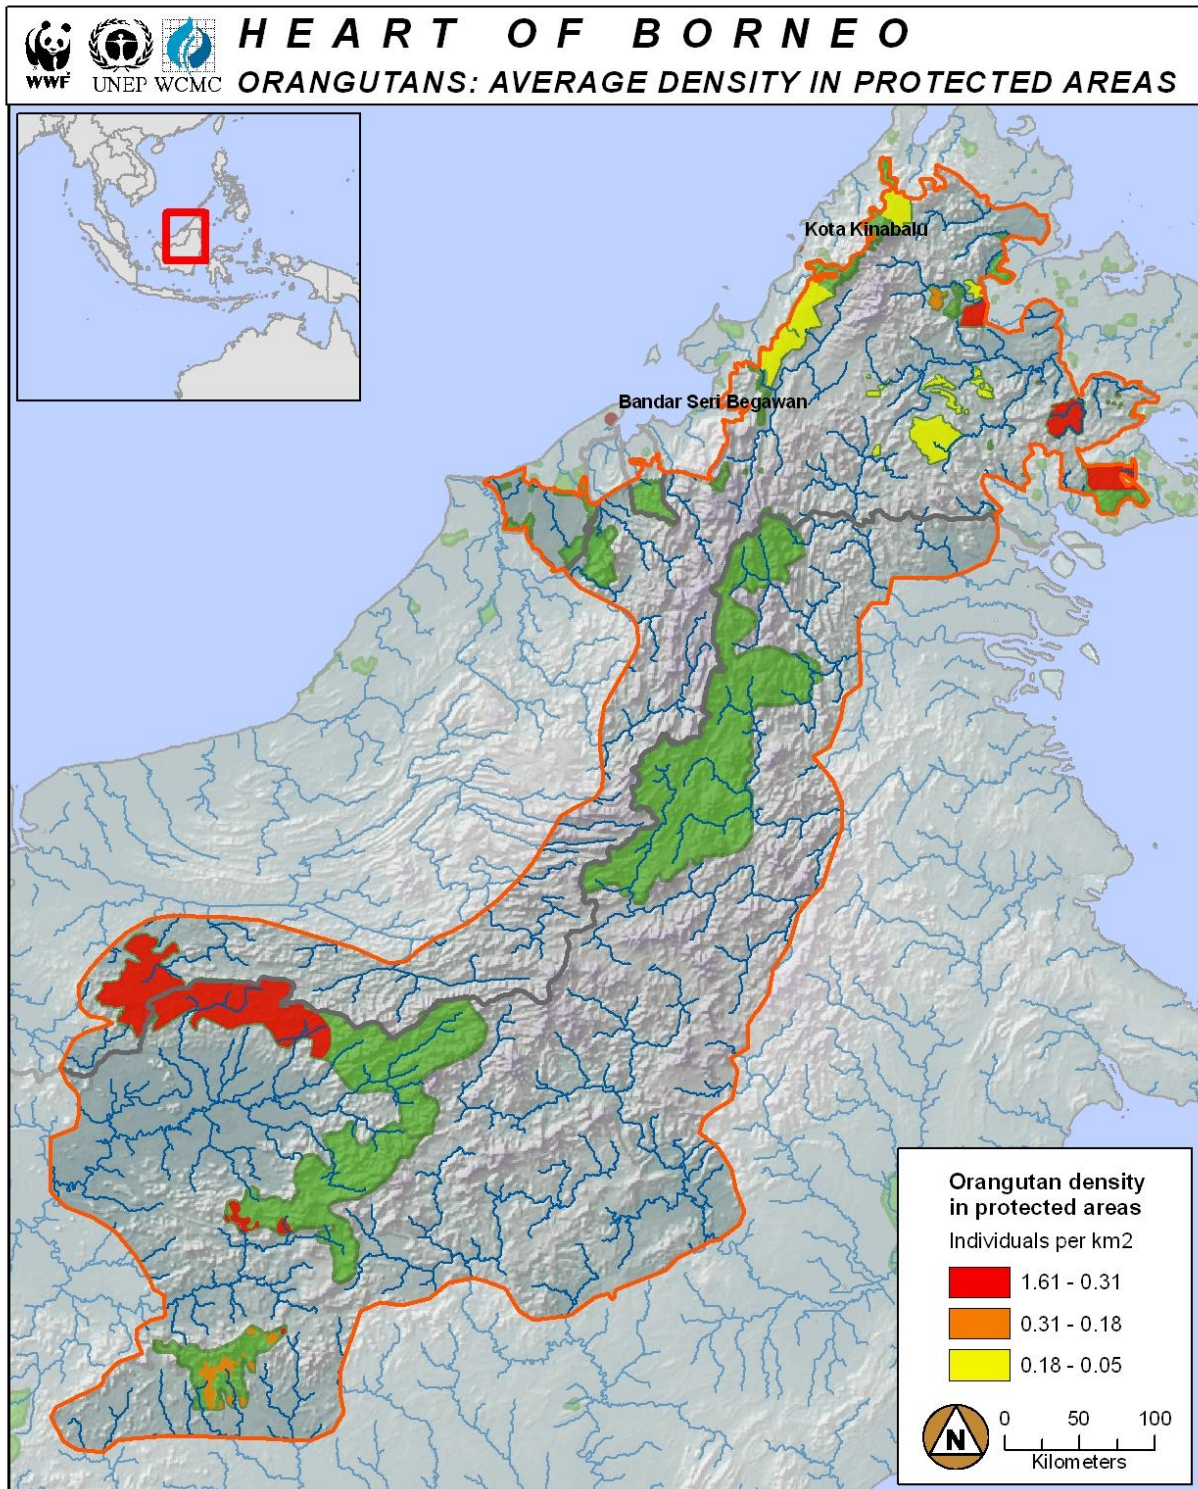 HEART OF BORNEO
ORANGUTANS: AVERAGE DENSITY IN PROTECTED AREAS
WWF
UNEP WCMC
Kota Kinabalu
Bandar Seri Begawan
Orangutan density
in protected areas
Individuals per km2
1.61 - 0.31
0.31 - 0.18
0.18 - 0.05
N
0 50 100
Kilometers